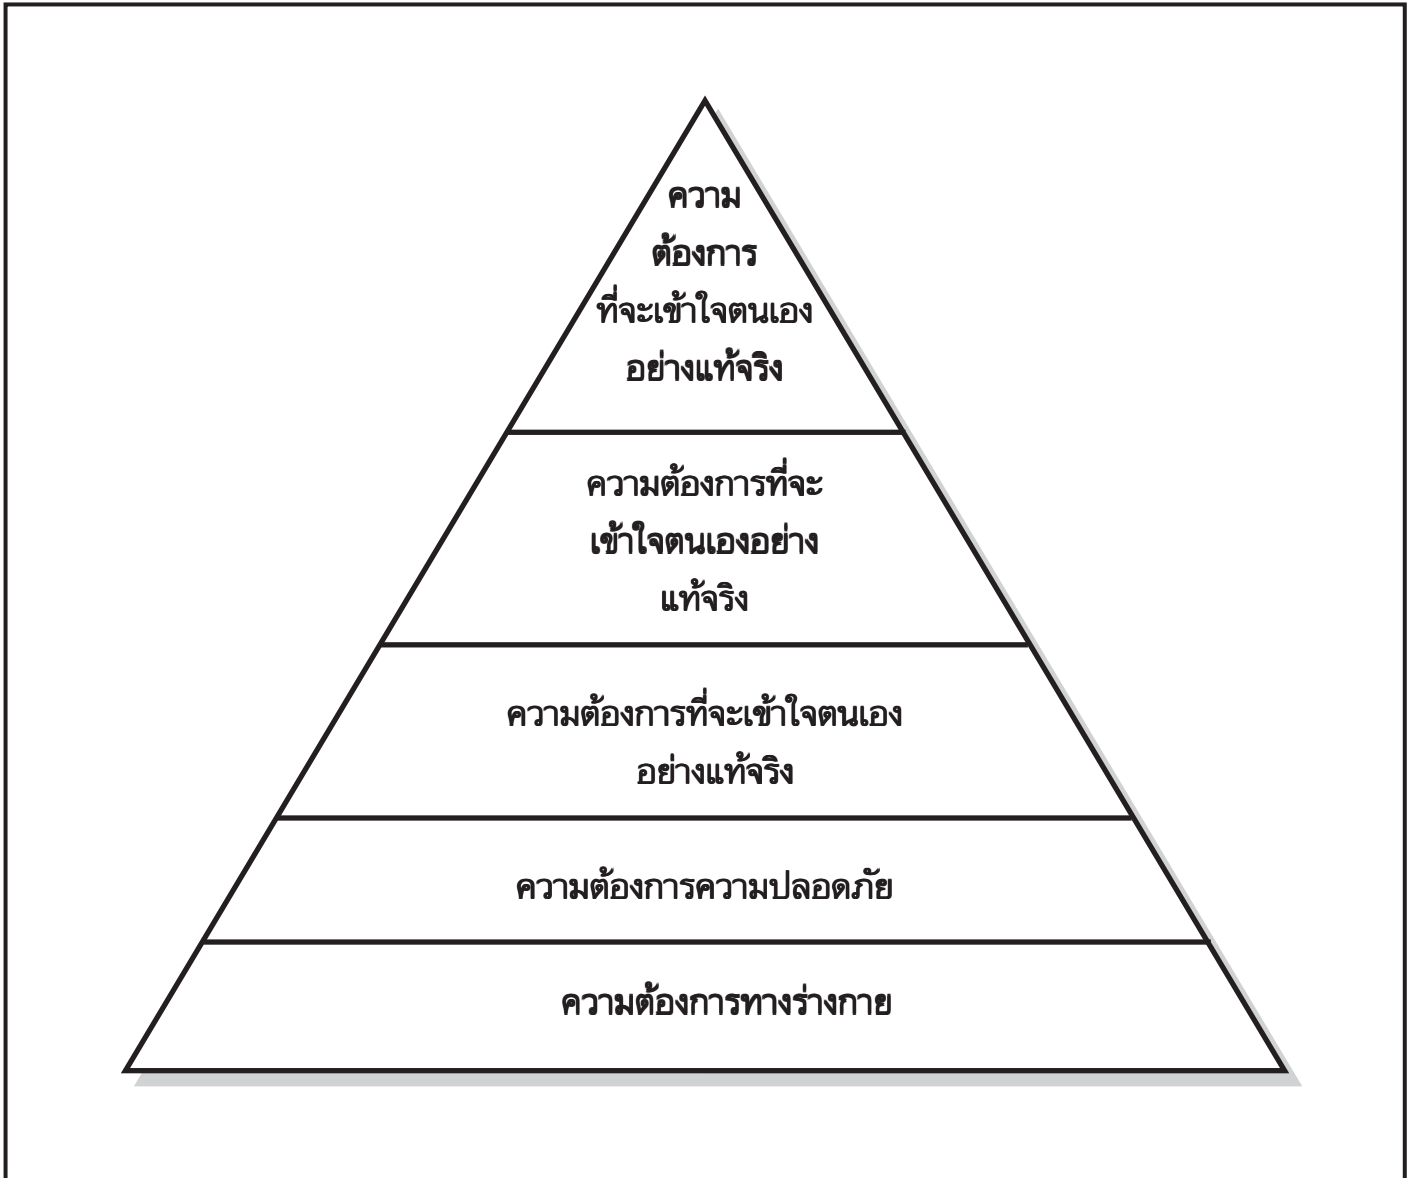 ความ
ต้องการ
ที่จะเข้าใจตนเอง
อย่างแท้จริง
ความต้องการที่จะ
เข้าใจตนเองอย่าง
แท้จริง
ความต้องการที่จะเข้าใจตนเอง
อย่างแท้จริง
ความต้องการความปลอดภัย
ความต้องการทางร่างกาย